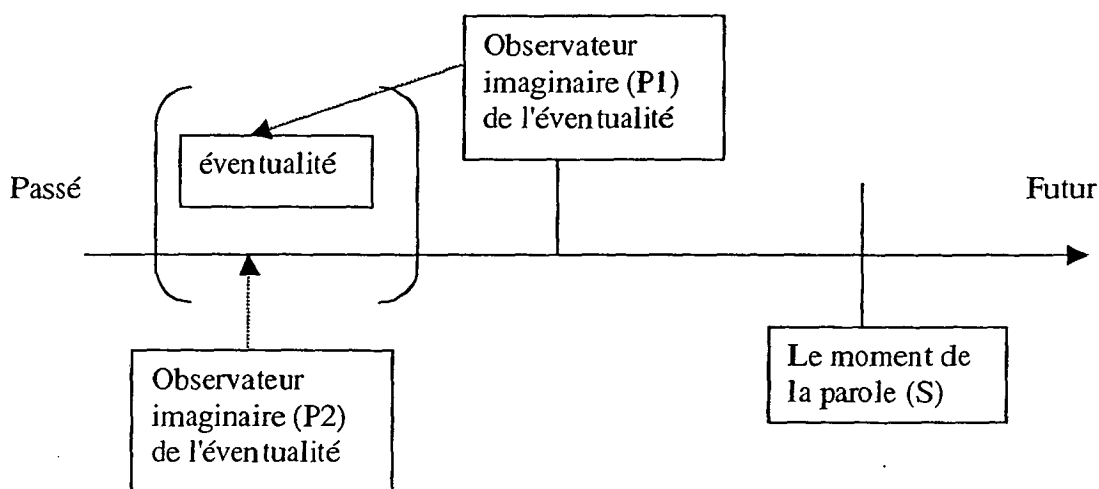 Observateur
imaginaire (P1)
de l'éventualité
éventualité
Passé
Futur
Le moment de
la parole (S)
Observateur
imaginaire (P2)
de l'éventualité